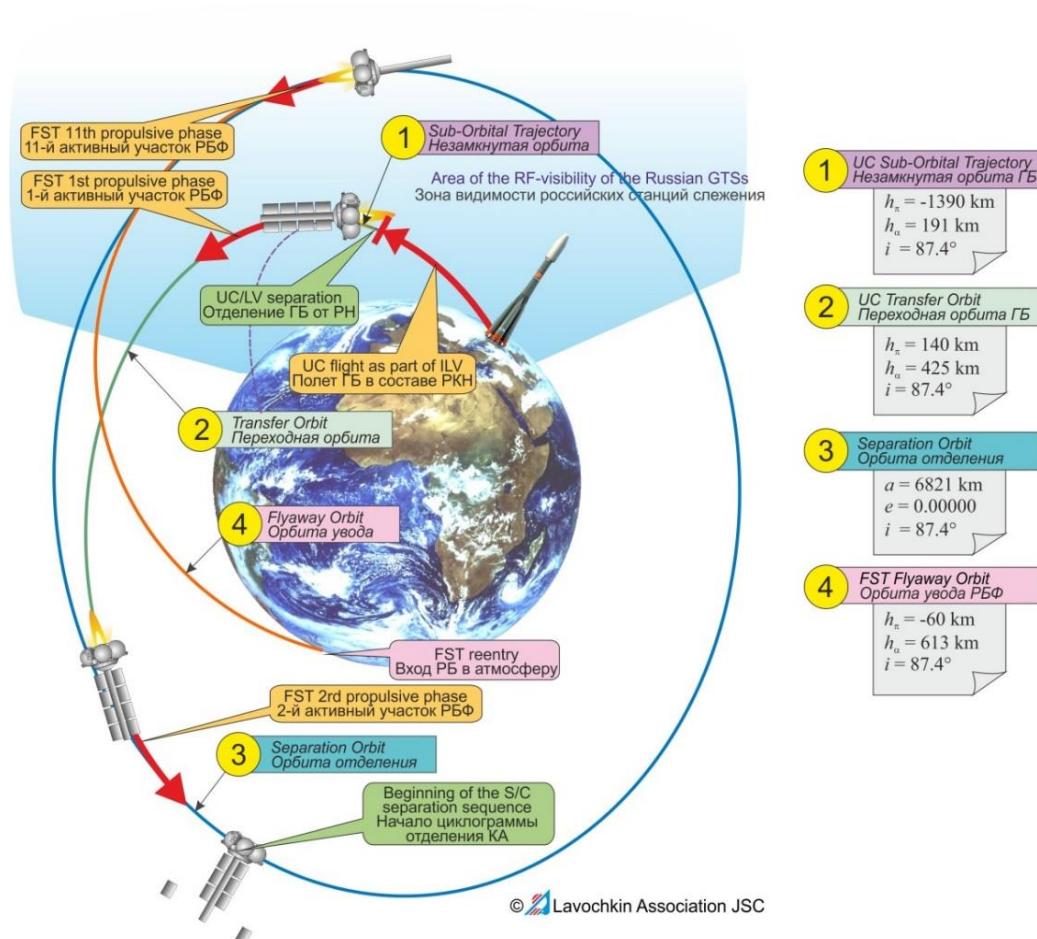 FST 11th propulsive phase
11-й активный участок РБФ
FST 1st propulsive phase
1-й активный участок РБФ
1
Sub-Orbital Trajectory
Незамкнутая орбита
Area of the RF-visibility of the Russian GTSs
Зона видимости российских станций слежения
UC/LV separation
Отделение ГБ от РН
UC flight as part of ILV
Полет ГБ в составе РКН
2
Transfer Orbit
Переходная орбита
4
Flyaway Orbit
Орбита увода
FST reentry
Вход РБ в атмосферу
FST 2rd propulsive phase
2-й активный участок РБФ
3
Separation Orbit
Орбита отделения
Beginning of the S/C
separation sequence
Начало циклограммы
отделения КА
© Lavochkin Association JSC
1
UC Sub-Orbital Trajectory
Незамкнутая орбита ГБ
hπ = -1390 km
hα = 191 km
i = 87.4°
2
UC Transfer Orbit
Переходная орбита ГБ
hπ = 140 km
hα = 425 km
i = 87.4°
3
Separation Orbit
Орбита отделения
a = 6821 km
e = 0.00000
i = 87.4°
4
FST Flyaway Orbit
Орбита увода РБФ
hπ = -60 km
hα = 613 km
i = 87.4°